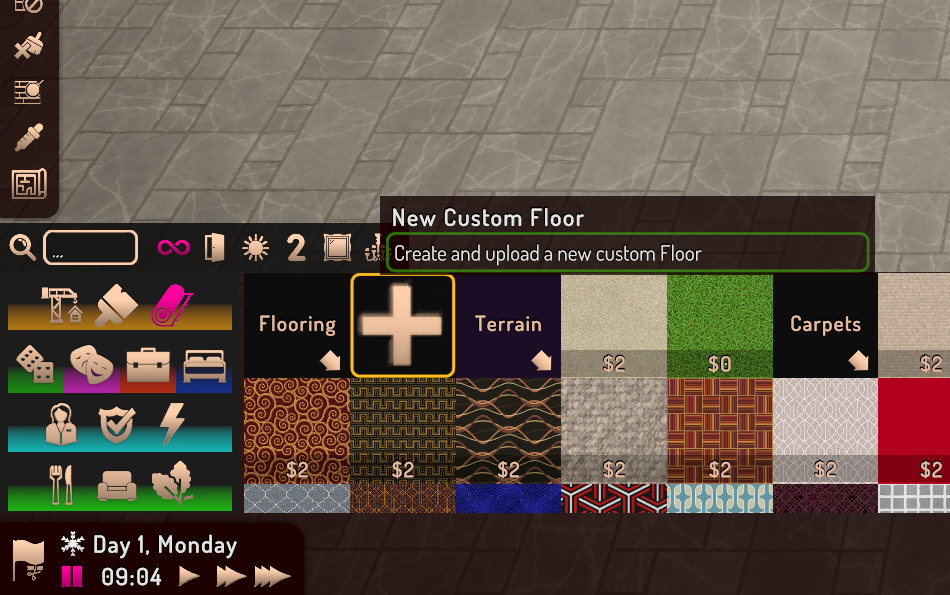 New Custom Floor
Create and upload a new custom Floor
...
2
Flooring
Terrain
$2
$0
Carpets
$2
$2
$2
$2
$2
$2
$2
$2
Day 1, Monday
09:04